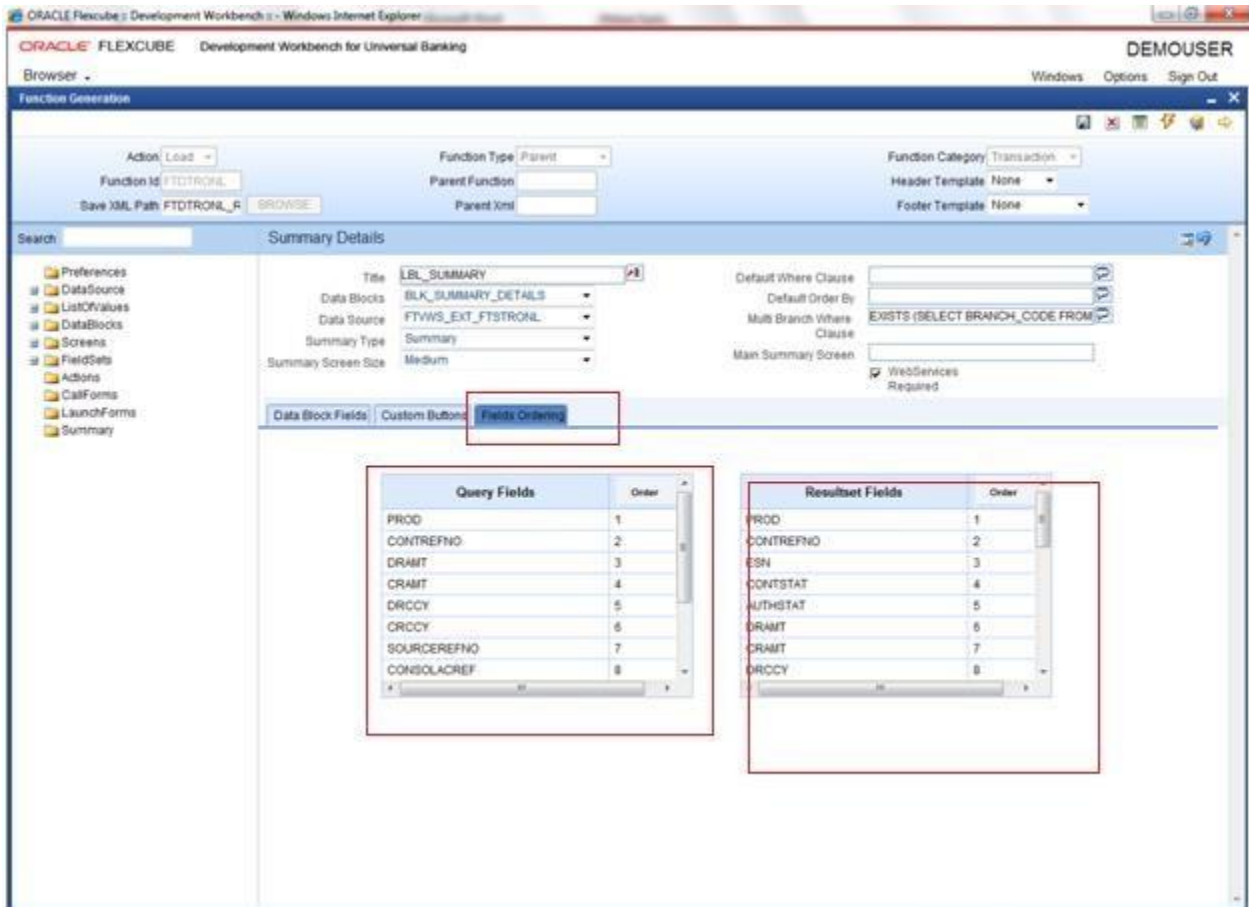 ORACLE Flexcube :: Development Workbench :: - Windows Internet Explorer
ORACLE FLEXCUBE Development Workbench for Universal Banking
DEMOUSER
Browser
Windows Options Sign Out
Function Generation
Action Load
Function Type Parent
Function Category Transaction
Function Id FTDTRONL
Parent Function
Header Template None
Save XML Path FTDTRONL_R BROWSE
Parent Xml
Footer Template None
Search
Summary Details
Preferences
DataSource
ListOfValues
DataBlocks
Screens
FieldSets
Actions
CallForms
LaunchForms
Summary
Title LBL_SUMMARY
Data Blocks BLK_SUMMARY_DETAILS
Data Source FTVWS_EXT_FTSTRONL
Summary Type Summary
Summary Screen Size Medium
Default Where Clause
Default Order By
Multi Branch Where Clause EXISTS (SELECT BRANCH_CODE FROM
Main Summary Screen
WebServices Required
Data Block Fields Custom Buttons Fields Ordering
Query Fields Order
PROD 1
CONTREFNO 2
DRAMT 3
CRAMT 4
DRCCY 5
CRCCY 6
SOURCEREFNO 7
CONSOLACREF 8
Resultset Fields Order
PROD 1
CONTREFNO 2
ESN 3
CONTSTAT 4
AUTHSTAT 5
DRAMT 6
CRAMT 7
DRCCY 8